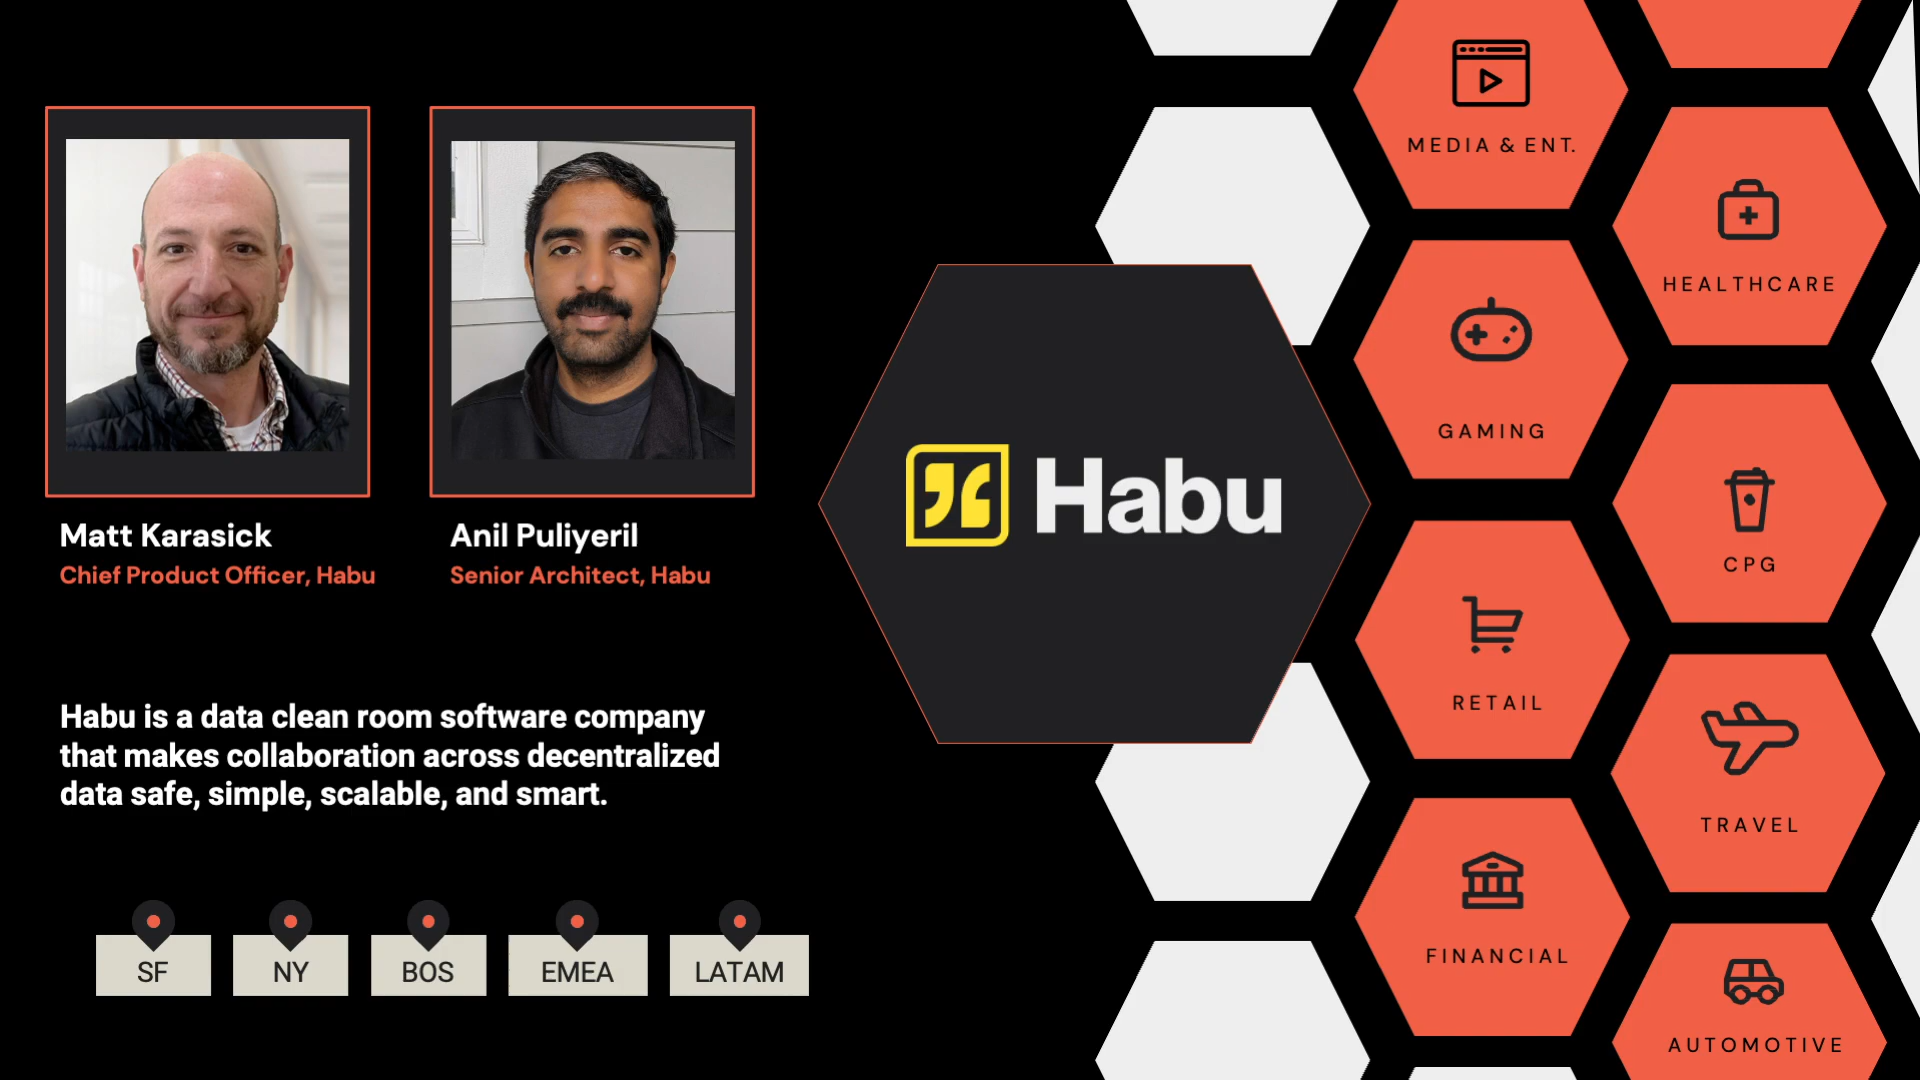 Matt Karasick
Chief Product Officer, Habu
Anil Puliyeril
Senior Architect, Habu
Habu is a data clean room software company
that makes collaboration across decentralized
data safe, simple, scalable, and smart.
SF
NY
BOS
EMEA
LATAM
Habu
MEDIA & ENT.
HEALTHCARE
GAMING
CPG
RETAIL
TRAVEL
FINANCIAL
AUTOMOTIVE